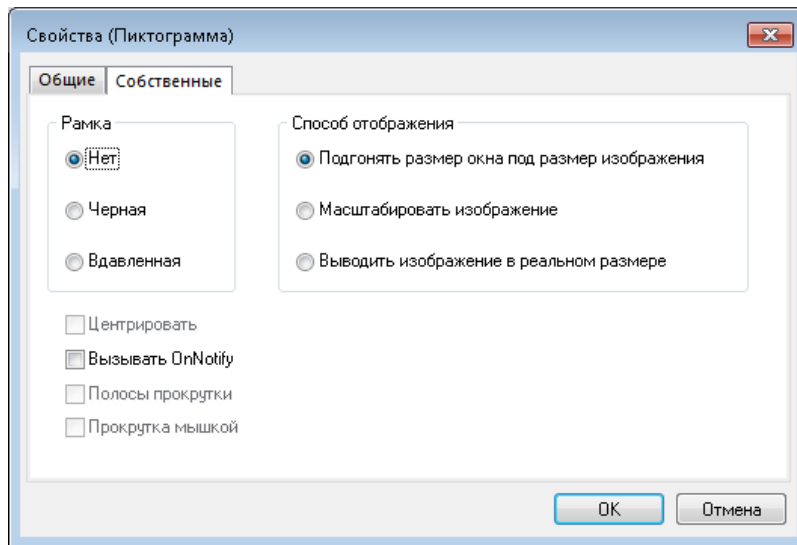 Свойства (Пиктограмма)
Общие Собственные
Рамка
Нет
Черная
Вдавленная
Способ отображения
Подгонять размер окна под размер изображения
Масштабировать изображение
Выводить изображение в реальном размере
Центрировать
Вызывать OnNotify
Полосы прокрутки
Прокрутка мышкой
OK Отмена